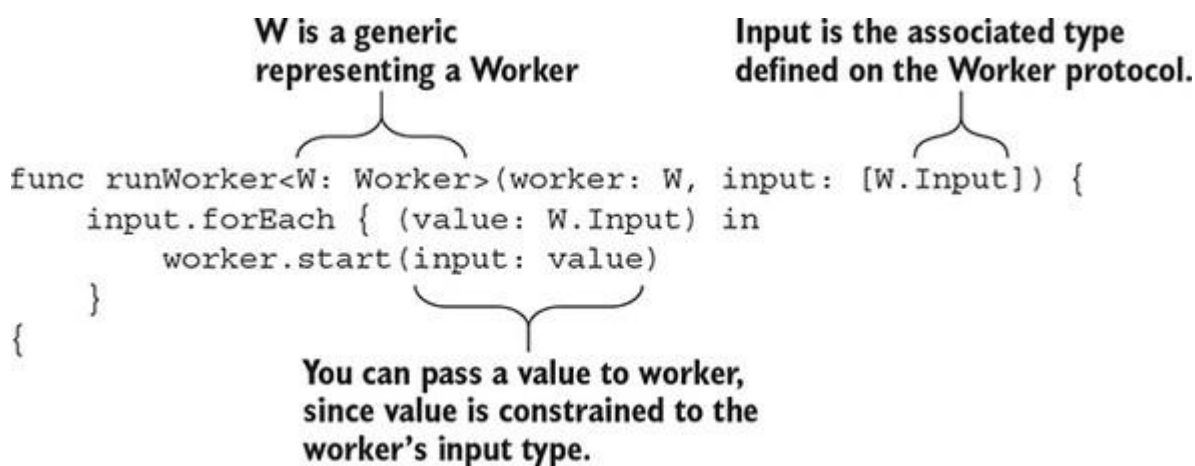 W is a generic
representing a Worker
Input is the associated type
defined on the Worker protocol.
func runWorker<W: Worker>(worker: W, input: [W.Input]) {
    input.forEach { (value: W.Input) in
        worker.start(input: value)
    }
{
You can pass a value to worker,
since value is constrained to the
worker's input type.